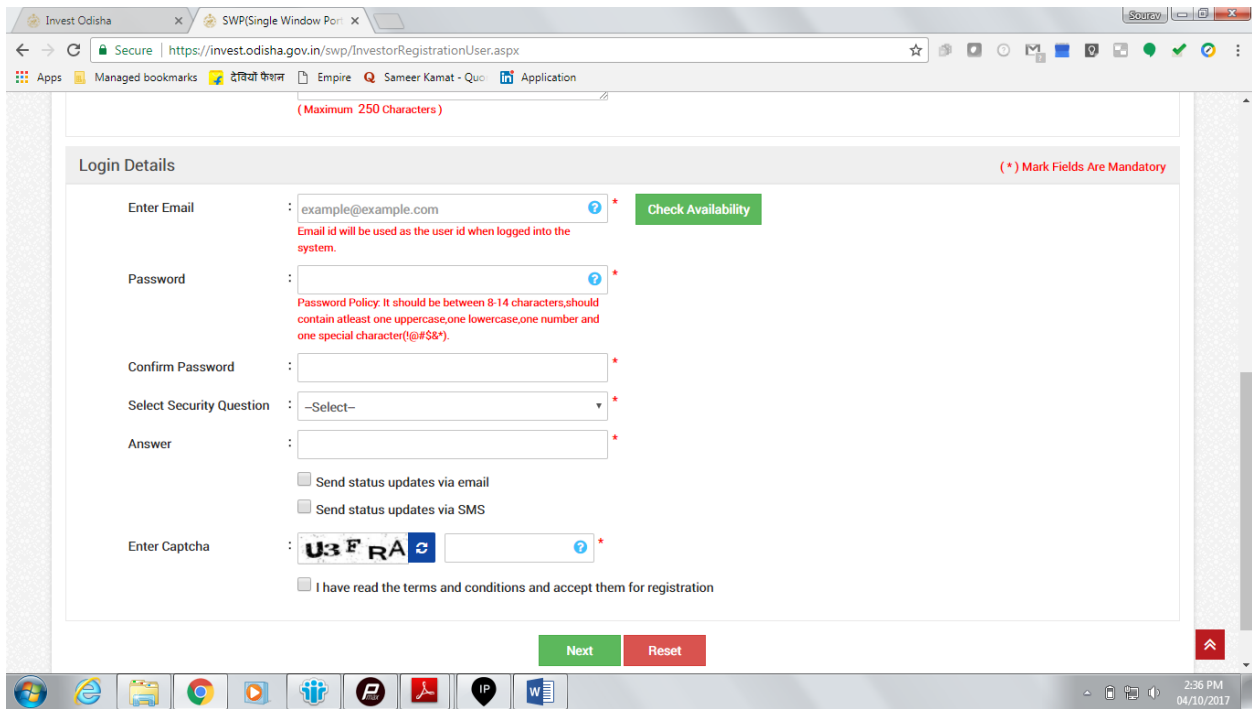 Invest Odisha
SWP(Single Window Port
Sourav
Secure | https://invest.odisha.gov.in/swp/InvestorRegistrationUser.aspx
Apps Managed bookmarks देवियों फैशन Empire Sameer Kamat - Quo Application
( Maximum 250 Characters )
Login Details
( * ) Mark Fields Are Mandatory
Enter Email : example@example.com ? * Check Availability
Email id will be used as the user id when logged into the
system.
Password : ? *
Password Policy: It should be between 8-14 characters,should
contain atleast one uppercase,one lowercase,one number and
one special character(!@#$&*).
Confirm Password : *
Select Security Question : --Select-- *
Answer : *
Send status updates via email
Send status updates via SMS
Enter Captcha : U3FRA ? *
I have read the terms and conditions and accept them for registration
Next Reset
IP
2:36 PM
04/10/2017